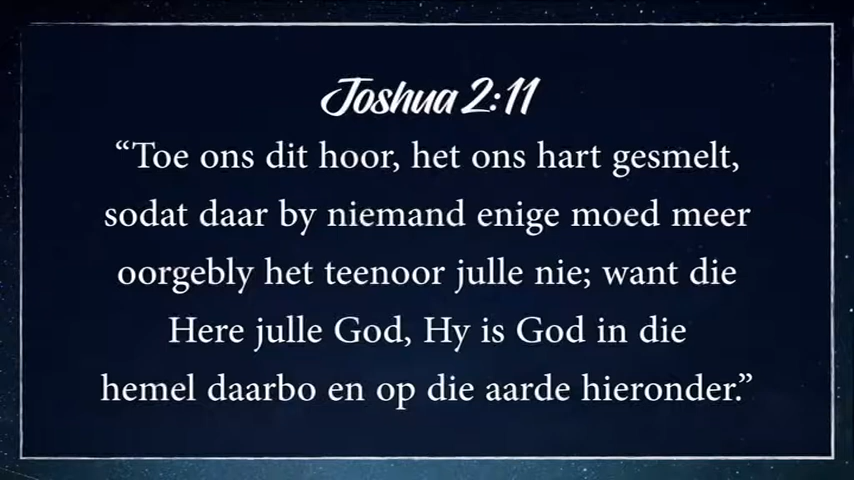 Joshua 2:11
“Toe ons dit hoor, het ons hart gesmelt,
sodat daar by niemand enige moed meer
oorgebly het teenoor julle nie; want die
Here julle God, Hy is God in die
hemel daarbo en op die aarde hieronder.”